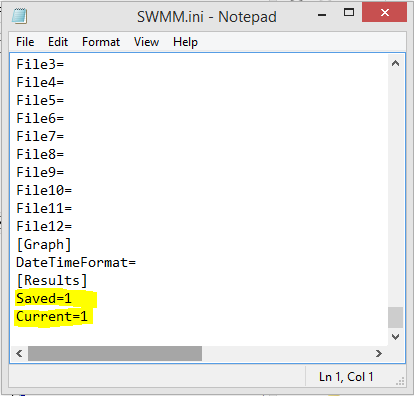 SWMM.ini - Notepad
File Edit Format View Help
File3=
File4=
File5=
File6=
File7=
File8=
File9=
File10=
File11=
File12=
[Graph]
DateTimeFormat=
[Results]
Saved=1
Current=1
Ln 1, Col 1